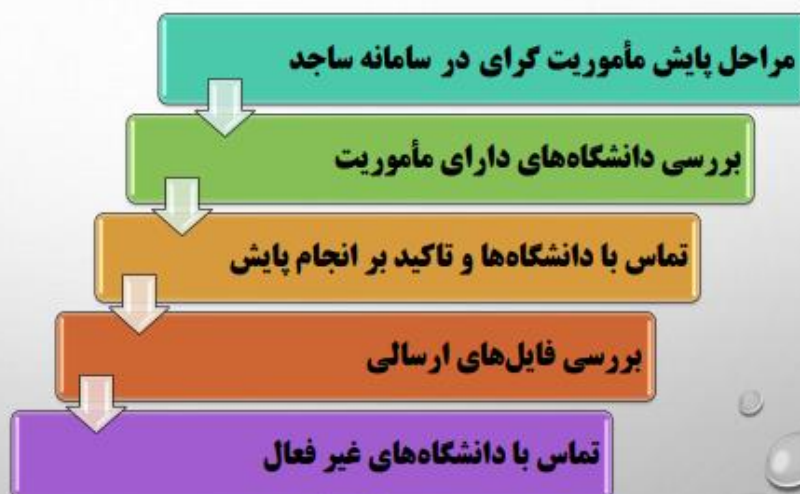 مراحل پایش مأموریت گرای در سامانه ساجد
بررسی دانشگاه‌های دارای مأموریت
تماس با دانشگاه‌ها و تاکید بر انجام پایش
بررسی فایل‌های ارسالی
تماس با دانشگاه‌های غیر فعال